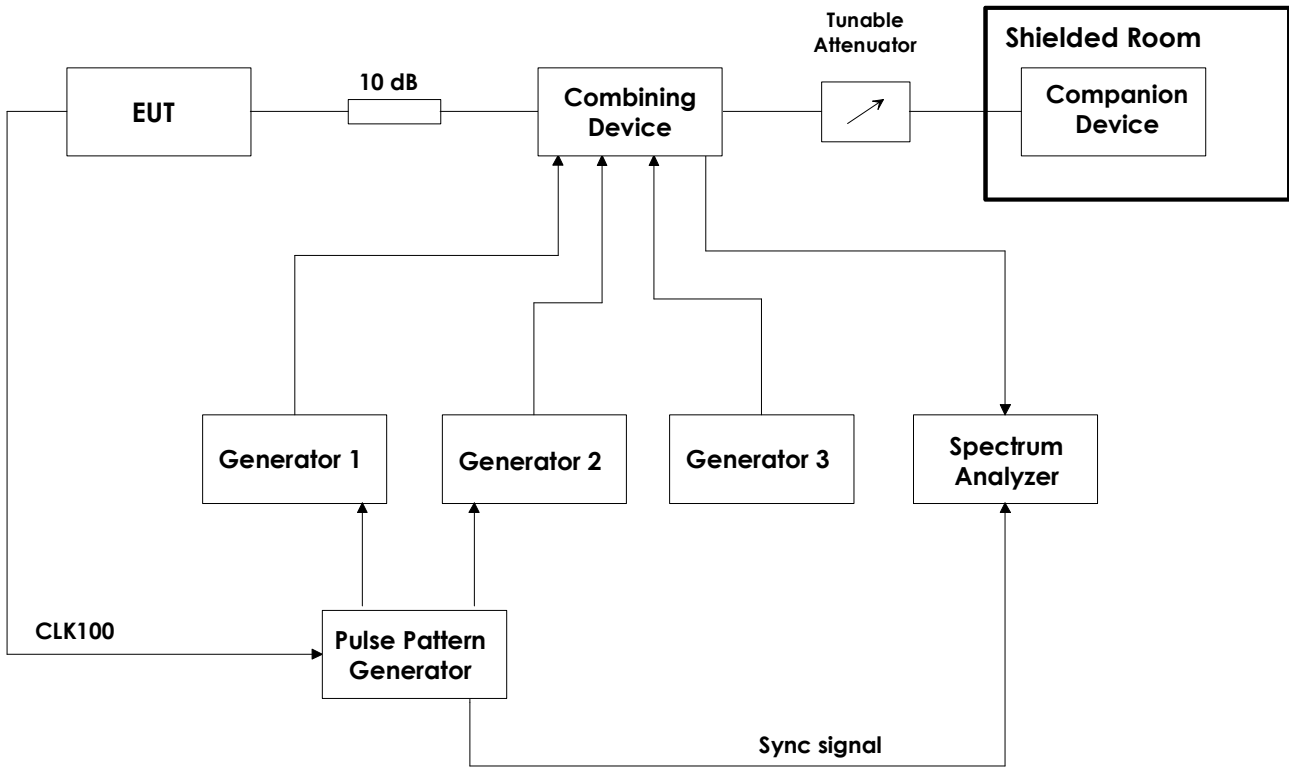 Tunable
Attenuator
Shielded Room
10 dB
EUT
Combining
Device
Companion
Device
Generator 1
Generator 2
Generator 3
Spectrum
Analyzer
CLK100
Pulse Pattern
Generator
Sync signal